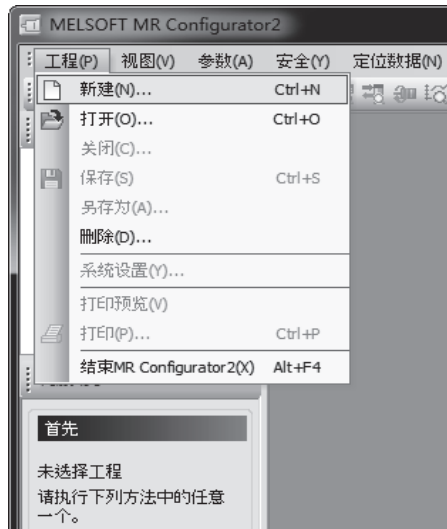 MELSOFT MR Configurator2
工程(P) 视图(V) 参数(A) 安全(Y) 定位数据(N)
新建(N)... Ctrl+N
打开(O)... Ctrl+O
关闭(C)...
保存(S) Ctrl+S
另存为(A)...
删除(D)...
系统设置(Y)...
打印预览(V)
打印(P)... Ctrl+P
结束MR Configurator2(X) Alt+F4
首先
未选择工程
请执行下列方法中的任意
一个。